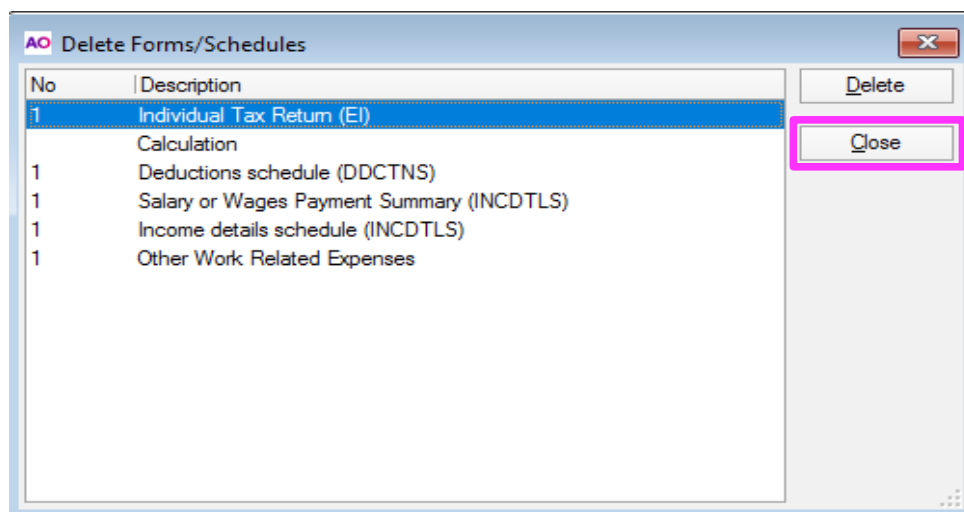 AO Delete Forms/Schedules
No Description Delete
1 Individual Tax Return (EI)
Calculation Close
1 Deductions schedule (DDCTNS)
1 Salary or Wages Payment Summary (INCDTLS)
1 Income details schedule (INCDTLS)
1 Other Work Related Expenses